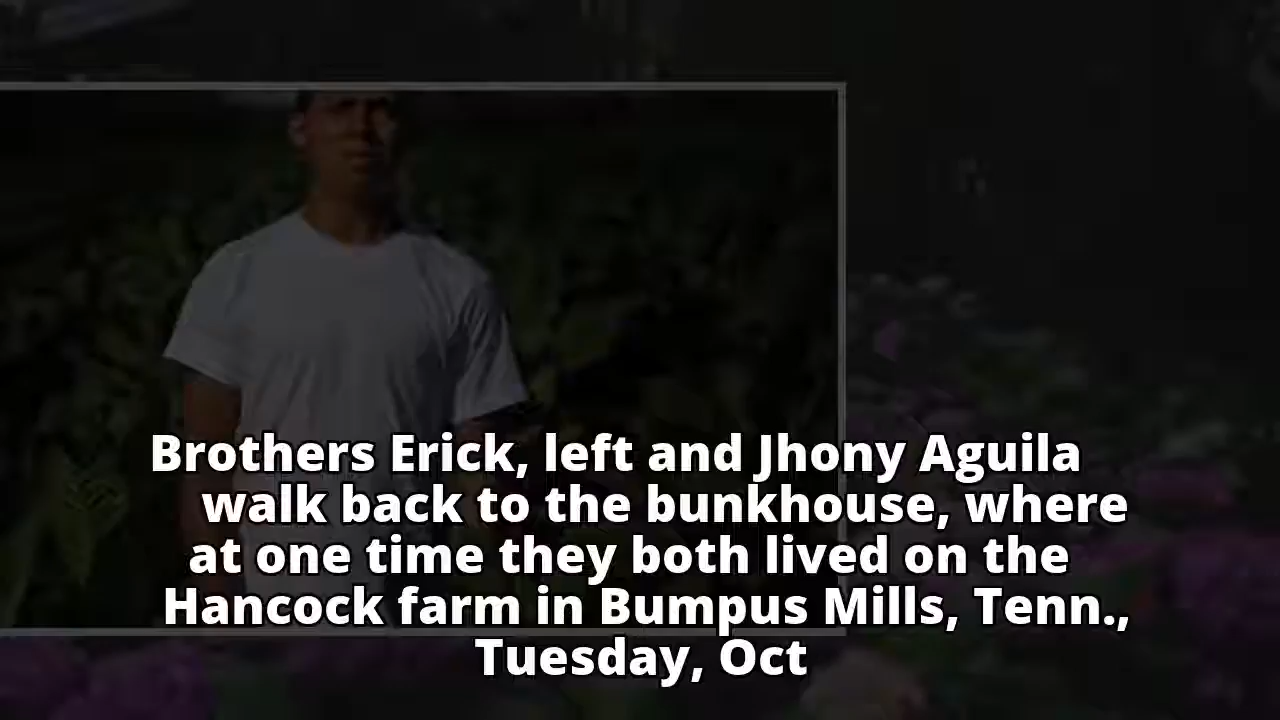 Brothers Erick, left and Jhony Aguila
walk back to the bunkhouse, where
at one time they both lived on the
Hancock farm in Bumpus Mills, Tenn.,
Tuesday, Oct